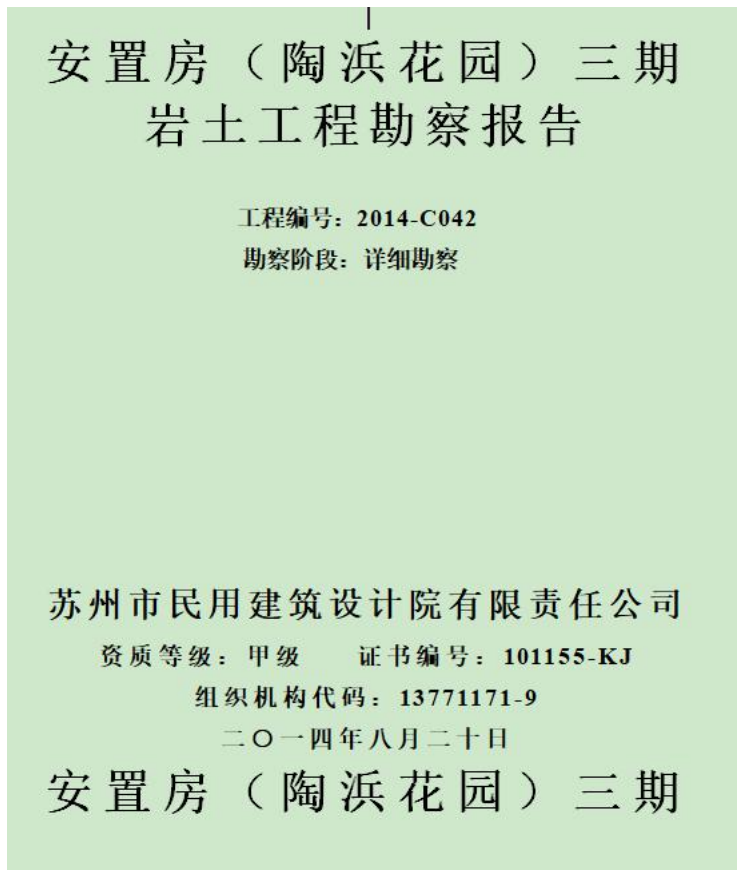 安置房（陶浜花园）三期
岩土工程勘察报告
工程编号：2014-C042
勘察阶段：详细勘察
苏州市民用建筑设计院有限责任公司
资质等级：甲级 证书编号：101155-KJ
组织机构代码：13771171-9
二〇一四年八月二十日
安置房（陶浜花园）三期